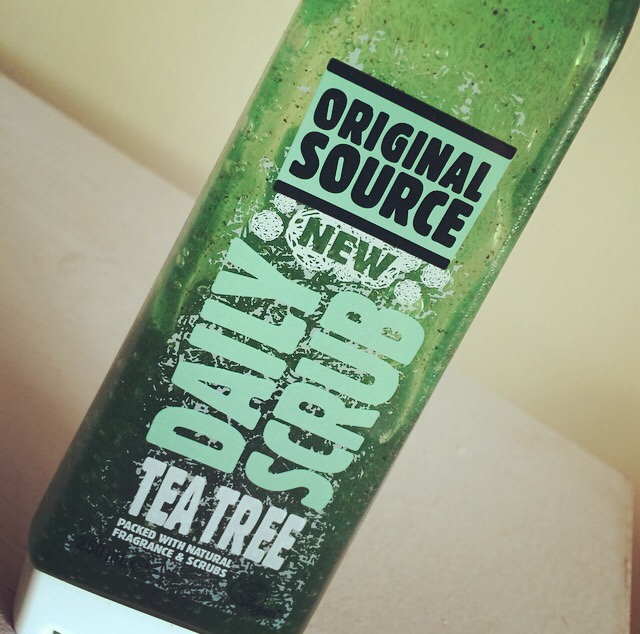 ORIGINAL
SOURCE
NEW
DAILY
SCRUB
TEA TREE
PACKED WITH NATURAL
FRAGRANCE & SCRUBS